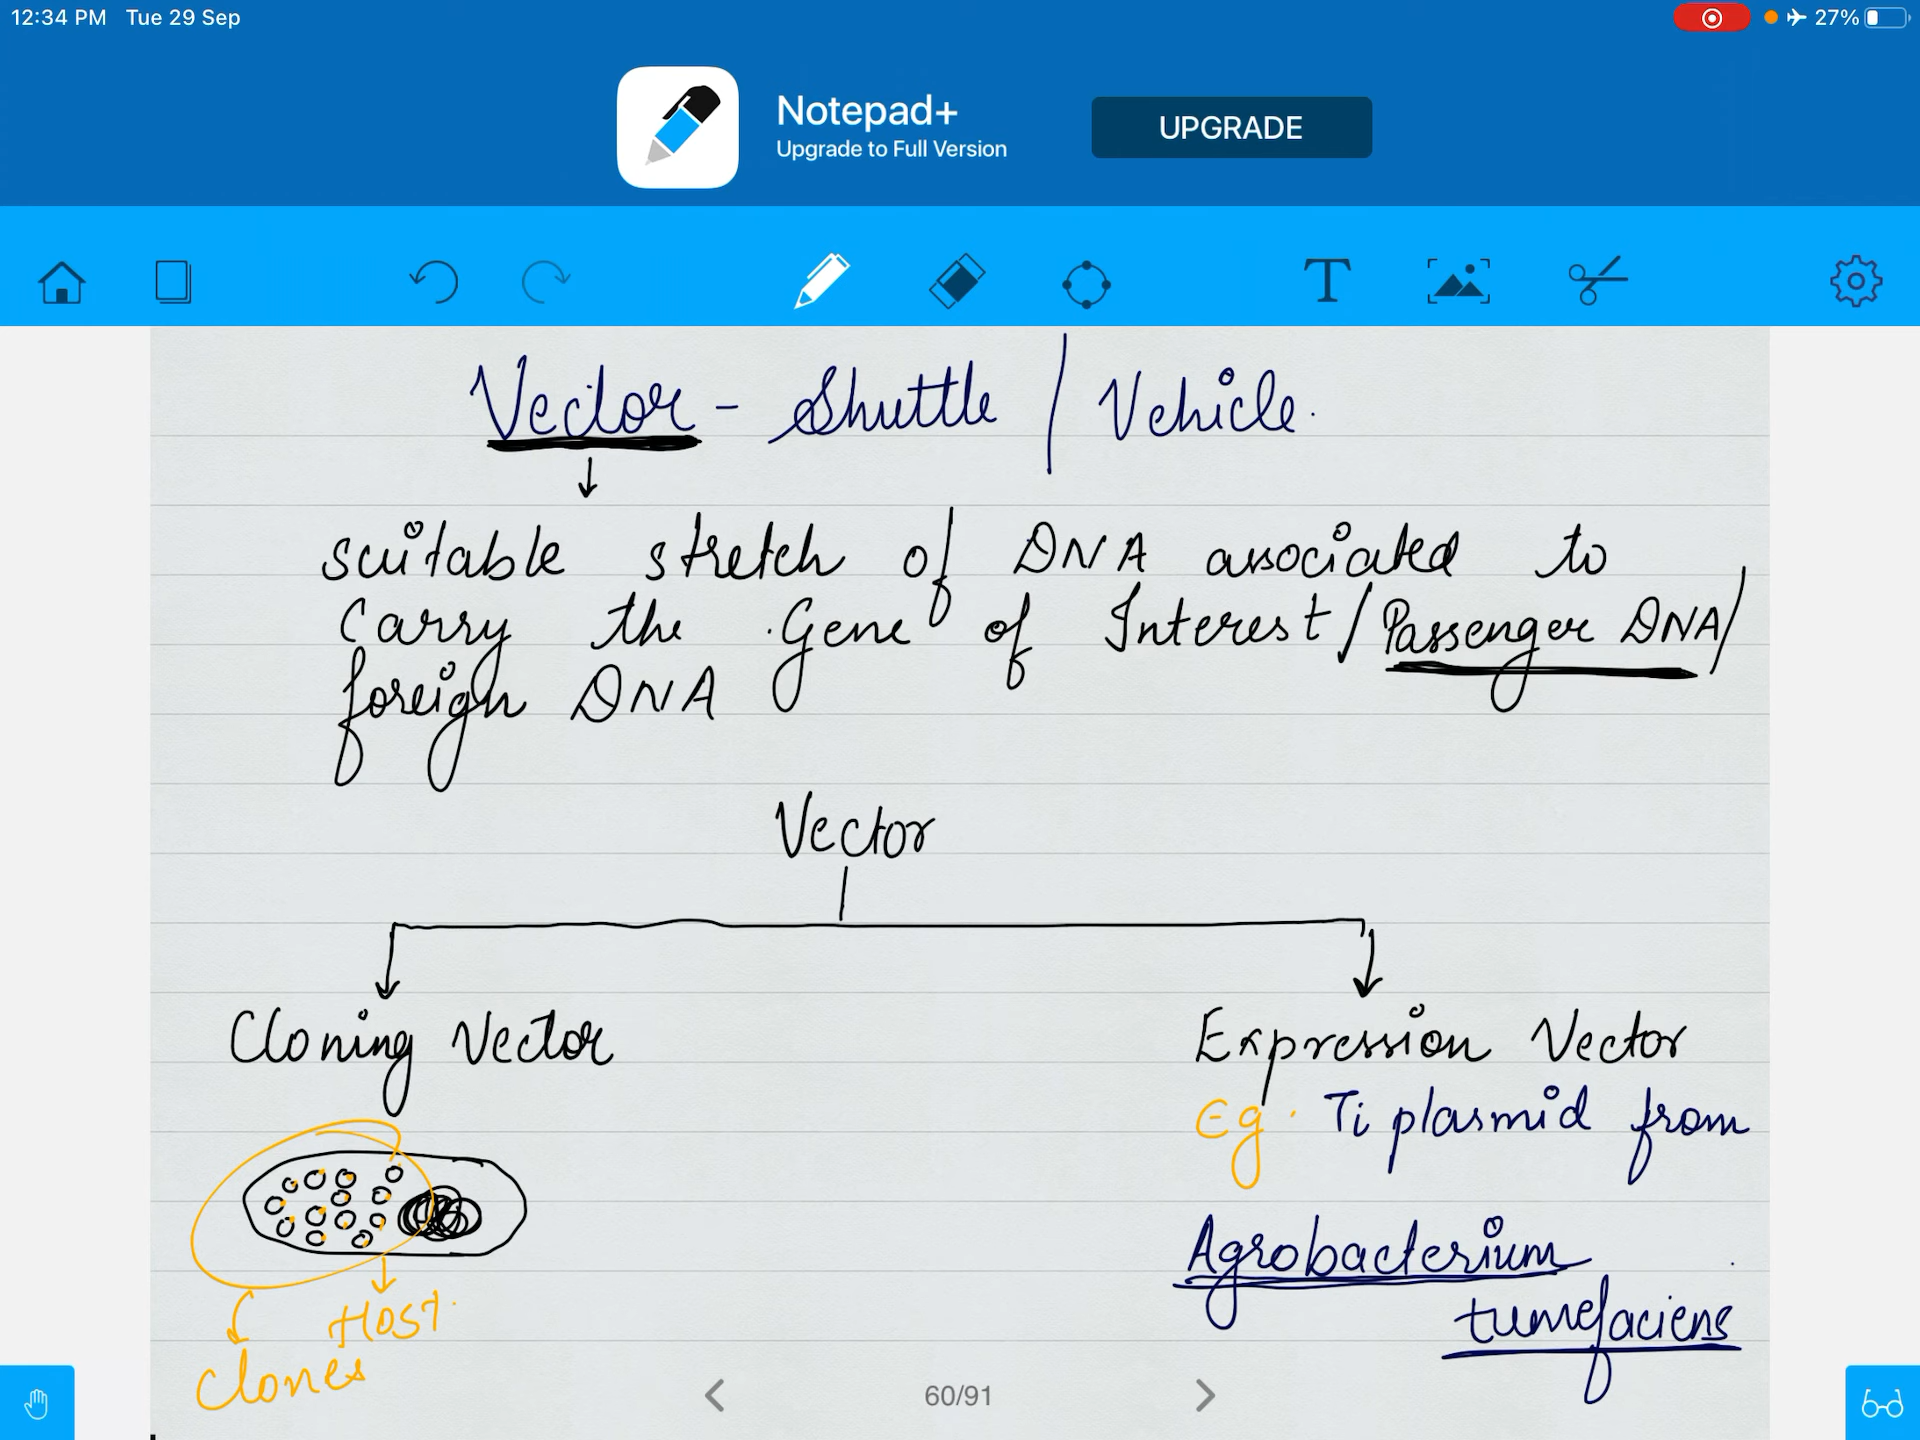 12:34 PM Tue 29 Sep 27%
Notepad+
Upgrade to Full Version
UPGRADE
T
Vector - Shuttle / Vehicle.
suitable stretch of DNA associated to
carry the Gene of Interest / Passenger DNA /
foreign DNA
Vector
Cloning Vector
Expression Vector
Eg. Ti plasmid from
Agrobacterium
tumefaciens
HOST.
clones
60/91